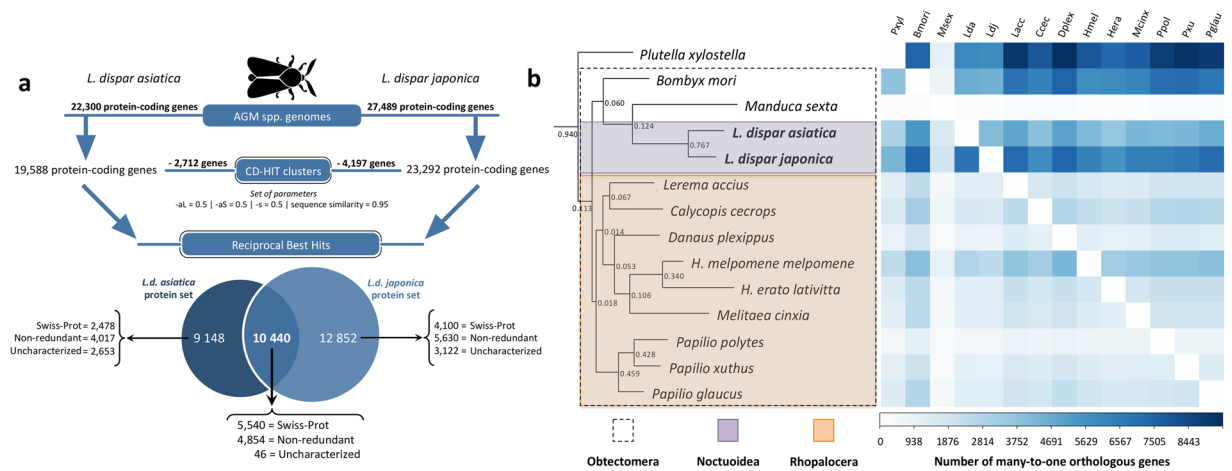 a
L. dispar asiatica
L. dispar japonica
22,300 protein-coding genes
27,489 protein-coding genes
AGM spp. genomes
19,588 protein-coding genes
- 2,712 genes
CD-HIT clusters
- 4,197 genes
23,292 protein-coding genes
Set of parameters
-aL = 0.5 | -aS = 0.5 | -s = 0.5 | sequence similarity = 0.95
Reciprocal Best Hits
L.d. asiatica
protein set
L.d. japonica
protein set
Swiss-Prot = 2,478
Non-redundant = 4,017
Uncharacterized = 2,653
9 148
10 440
12 852
4,100 = Swiss-Prot
5,630 = Non-redundant
3,122 = Uncharacterized
5,540 = Swiss-Prot
4,854 = Non-redundant
46 = Uncharacterized
b
Plutella xylostella
Bombyx mori
0.060
Manduca sexta
0.124
0.940
L. dispar asiatica
0.767
L. dispar japonica
Lerema accius
0.067
0.113
Calycopis cecrops
0.014
Danaus plexippus
0.053
H. melpomene melpomene
0.340
0.106
H. erato lativitta
0.018
Melitaea cinxia
Papilio polytes
0.428
Papilio xuthus
0.459
Papilio glaucus
Obtectomera
Noctuoidea
Rhopalocera
Pxyl
Bmori
Msex
Lda
Ldj
Lacc
Ccec
Dplex
Hmel
Hera
Mcinx
Ppol
Pxu
Pglau
0 938 1876 2814 3752 4691 5629 6567 7505 8443
Number of many-to-one orthologous genes